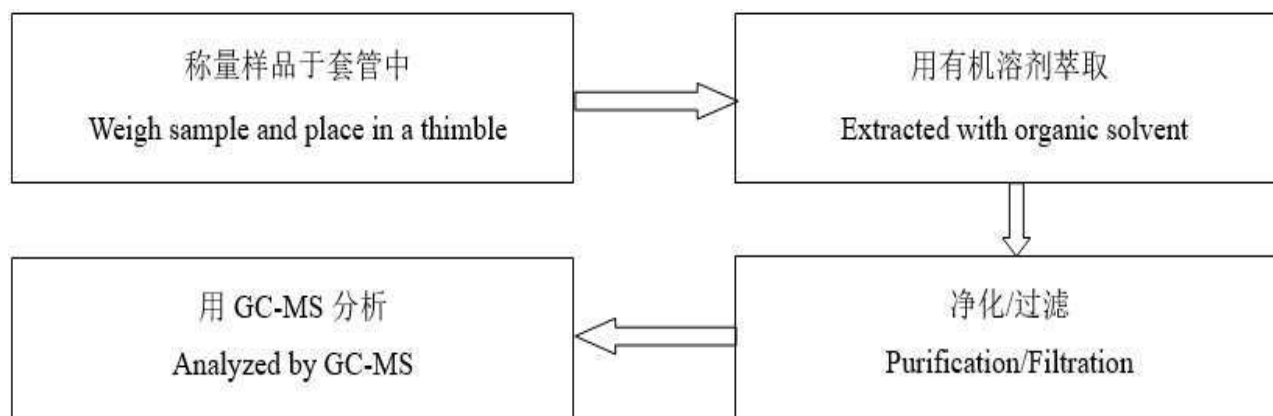 称量样品于套管中
Weigh sample and place in a thimble
用有机溶剂萃取
Extracted with organic solvent
净化/过滤
Purification/Filtration
用 GC-MS 分析
Analyzed by GC-MS